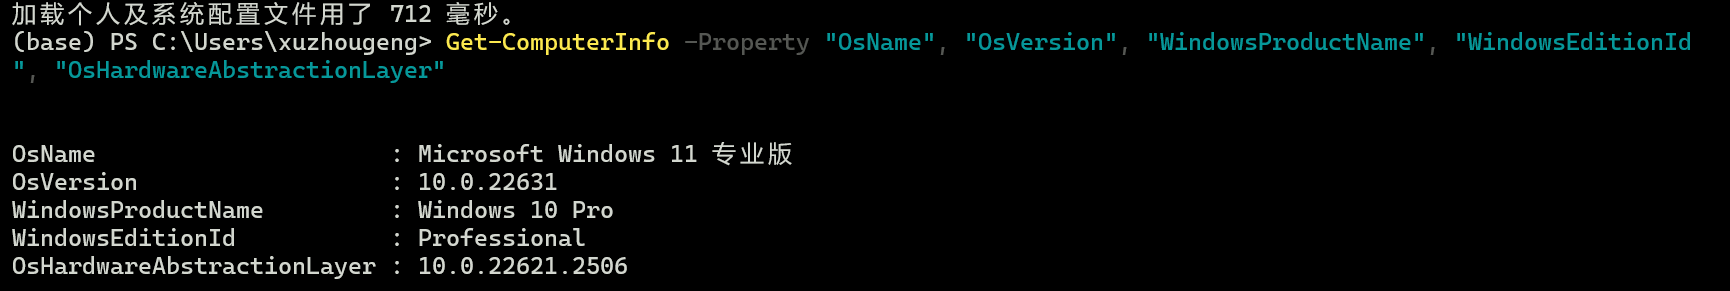 加载个人及系统配置文件用了 712 毫秒。
(base) PS C:\Users\xuzhougeng> Get-ComputerInfo -Property "OsName", "OsVersion", "WindowsProductName", "WindowsEditionId
", "OsHardwareAbstractionLayer"
OsName                     : Microsoft Windows 11 专业版
OsVersion                  : 10.0.22631
WindowsProductName         : Windows 10 Pro
WindowsEditionId           : Professional
OsHardwareAbstractionLayer : 10.0.22621.2506